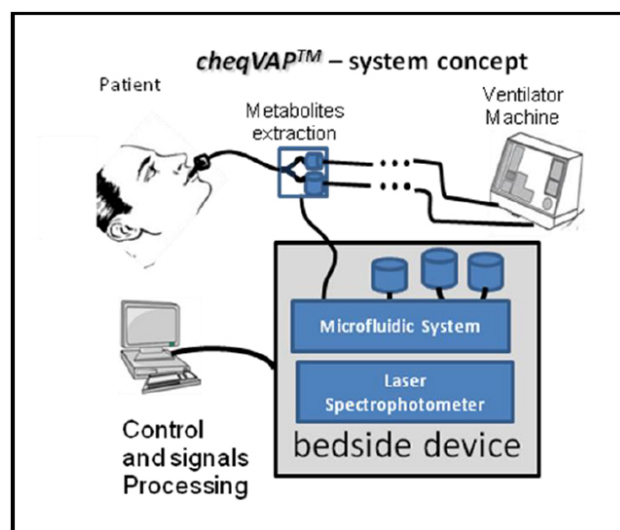 cheqVAP™ – system concept
Patient
Metabolites
extraction
Ventilator
Machine
Microfluidic System
Laser
Spectrophotometer
bedside device
Control
and signals
Processing